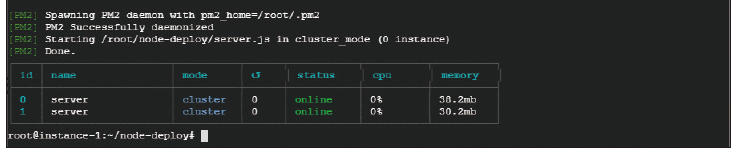 [PM2] Spawning PM2 daemon with pm2_home=/root/.pm2
[PM2] PM2 Successfully daemonized
[PM2] Starting /root/node-deploy/server.js in cluster_mode (0 instance)
[PM2] Done.
id name mode ↺ status cpu memory
0 server cluster 0 online 0% 38.2mb
1 server cluster 0 online 0% 30.2mb
root@instance-1:~/node-deploy#